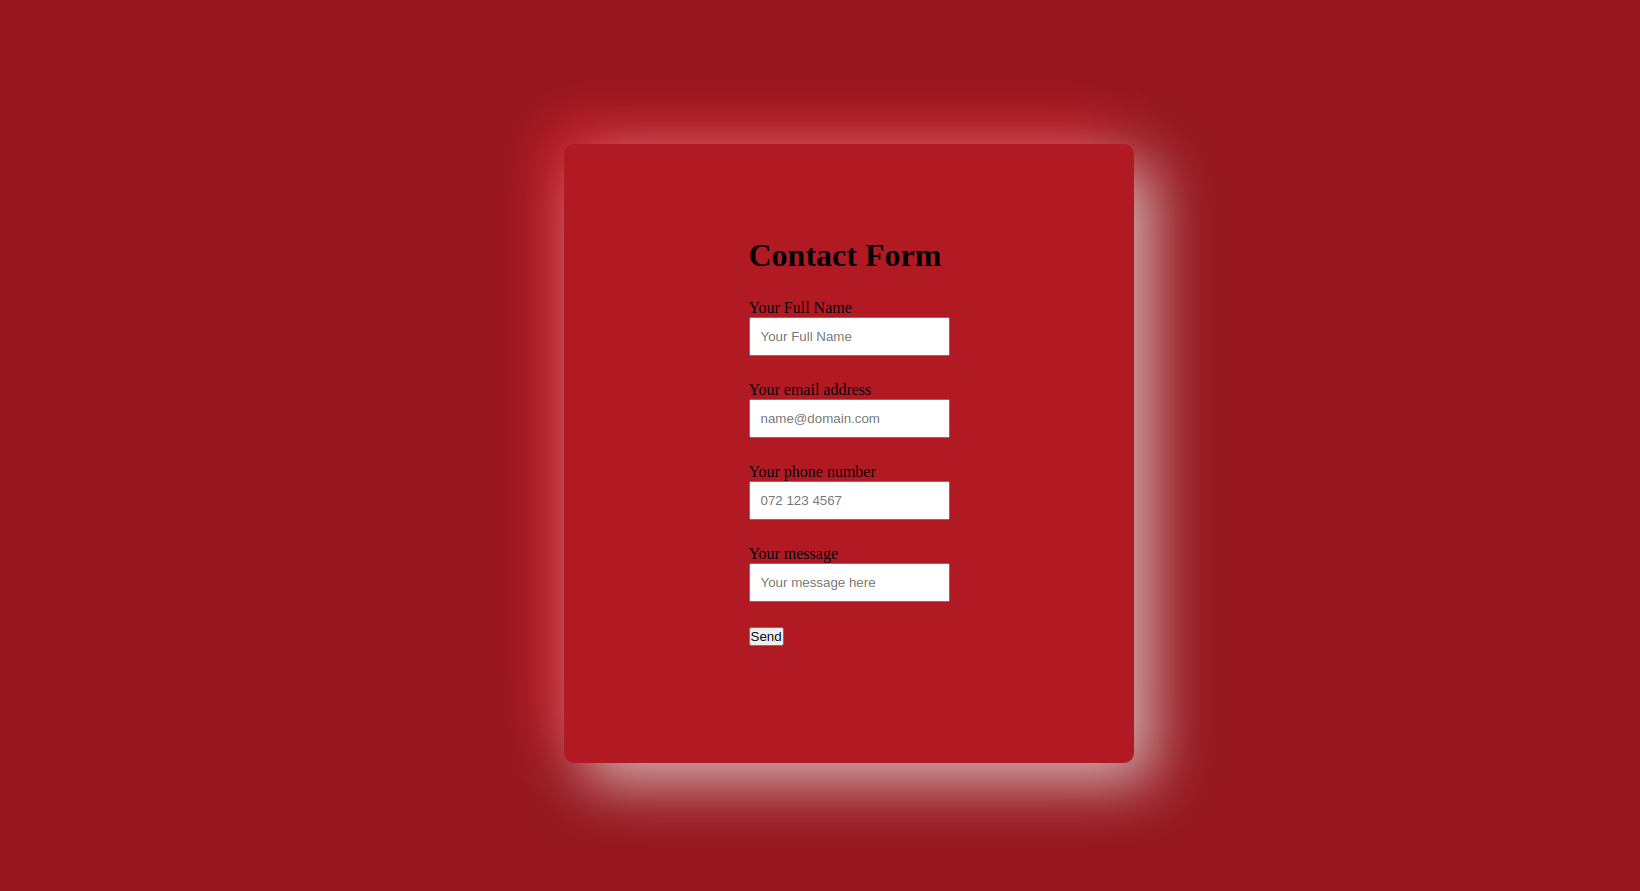 Contact Form
Your Full Name
Your Full Name
Your email address
name@domain.com
Your phone number
072 123 4567
Your message
Your message here
Send